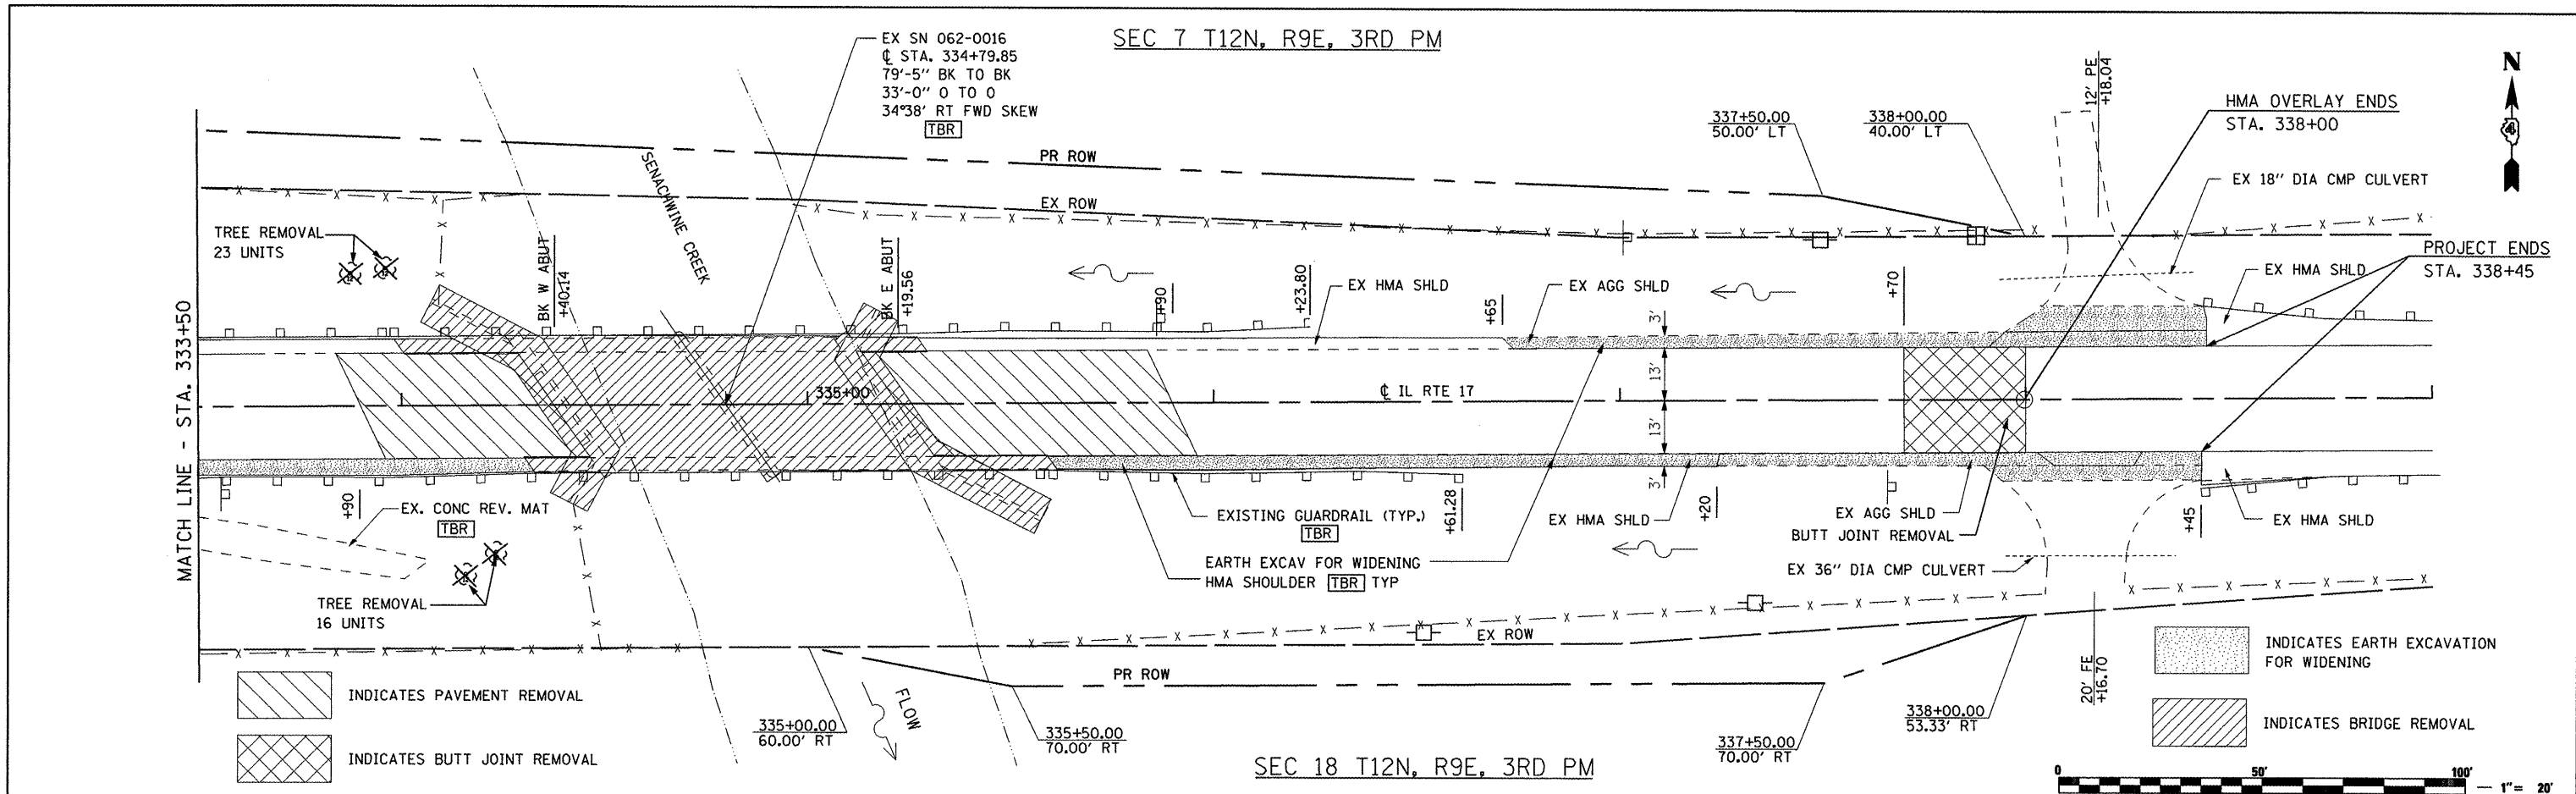 SEC 7 T12N, R9E, 3RD PM
EX SN 062-0016
℄ STA. 334+79.85
79'-5" BK TO BK
33'-0" O TO O
34°38' RT FWD SKEW
TBR
N
12' PE
+18.04
HMA OVERLAY ENDS
STA. 338+00
337+50.00
50.00' LT
338+00.00
40.00' LT
PR ROW
EX ROW
SENACHWINE CREEK
EX 18" DIA CMP CULVERT
TREE REMOVAL
23 UNITS
PROJECT ENDS
STA. 338+45
BK W ABUT
+40.14
BK E ABUT
+19.56
+90
+23.80
EX HMA SHLD
+65
EX AGG SHLD
+70
EX HMA SHLD
3'
13'
13'
3'
335+00
℄ IL RTE 17
MATCH LINE - STA. 333+50
+90
EX. CONC REV. MAT
TBR
EXISTING GUARDRAIL (TYP.)
TBR
+61.28
EX HMA SHLD
+20
EX AGG SHLD
BUTT JOINT REMOVAL
+45
EX HMA SHLD
EARTH EXCAV FOR WIDENING
HMA SHOULDER TBR TYP
EX 36" DIA CMP CULVERT
TREE REMOVAL
16 UNITS
EX ROW
PR ROW
FLOW
335+00.00
60.00' RT
335+50.00
70.00' RT
337+50.00
70.00' RT
338+00.00
53.33' RT
20' FE
+16.70
INDICATES PAVEMENT REMOVAL
INDICATES BUTT JOINT REMOVAL
INDICATES EARTH EXCAVATION
FOR WIDENING
INDICATES BRIDGE REMOVAL
SEC 18 T12N, R9E, 3RD PM
0 50' 100'
1"= 20'